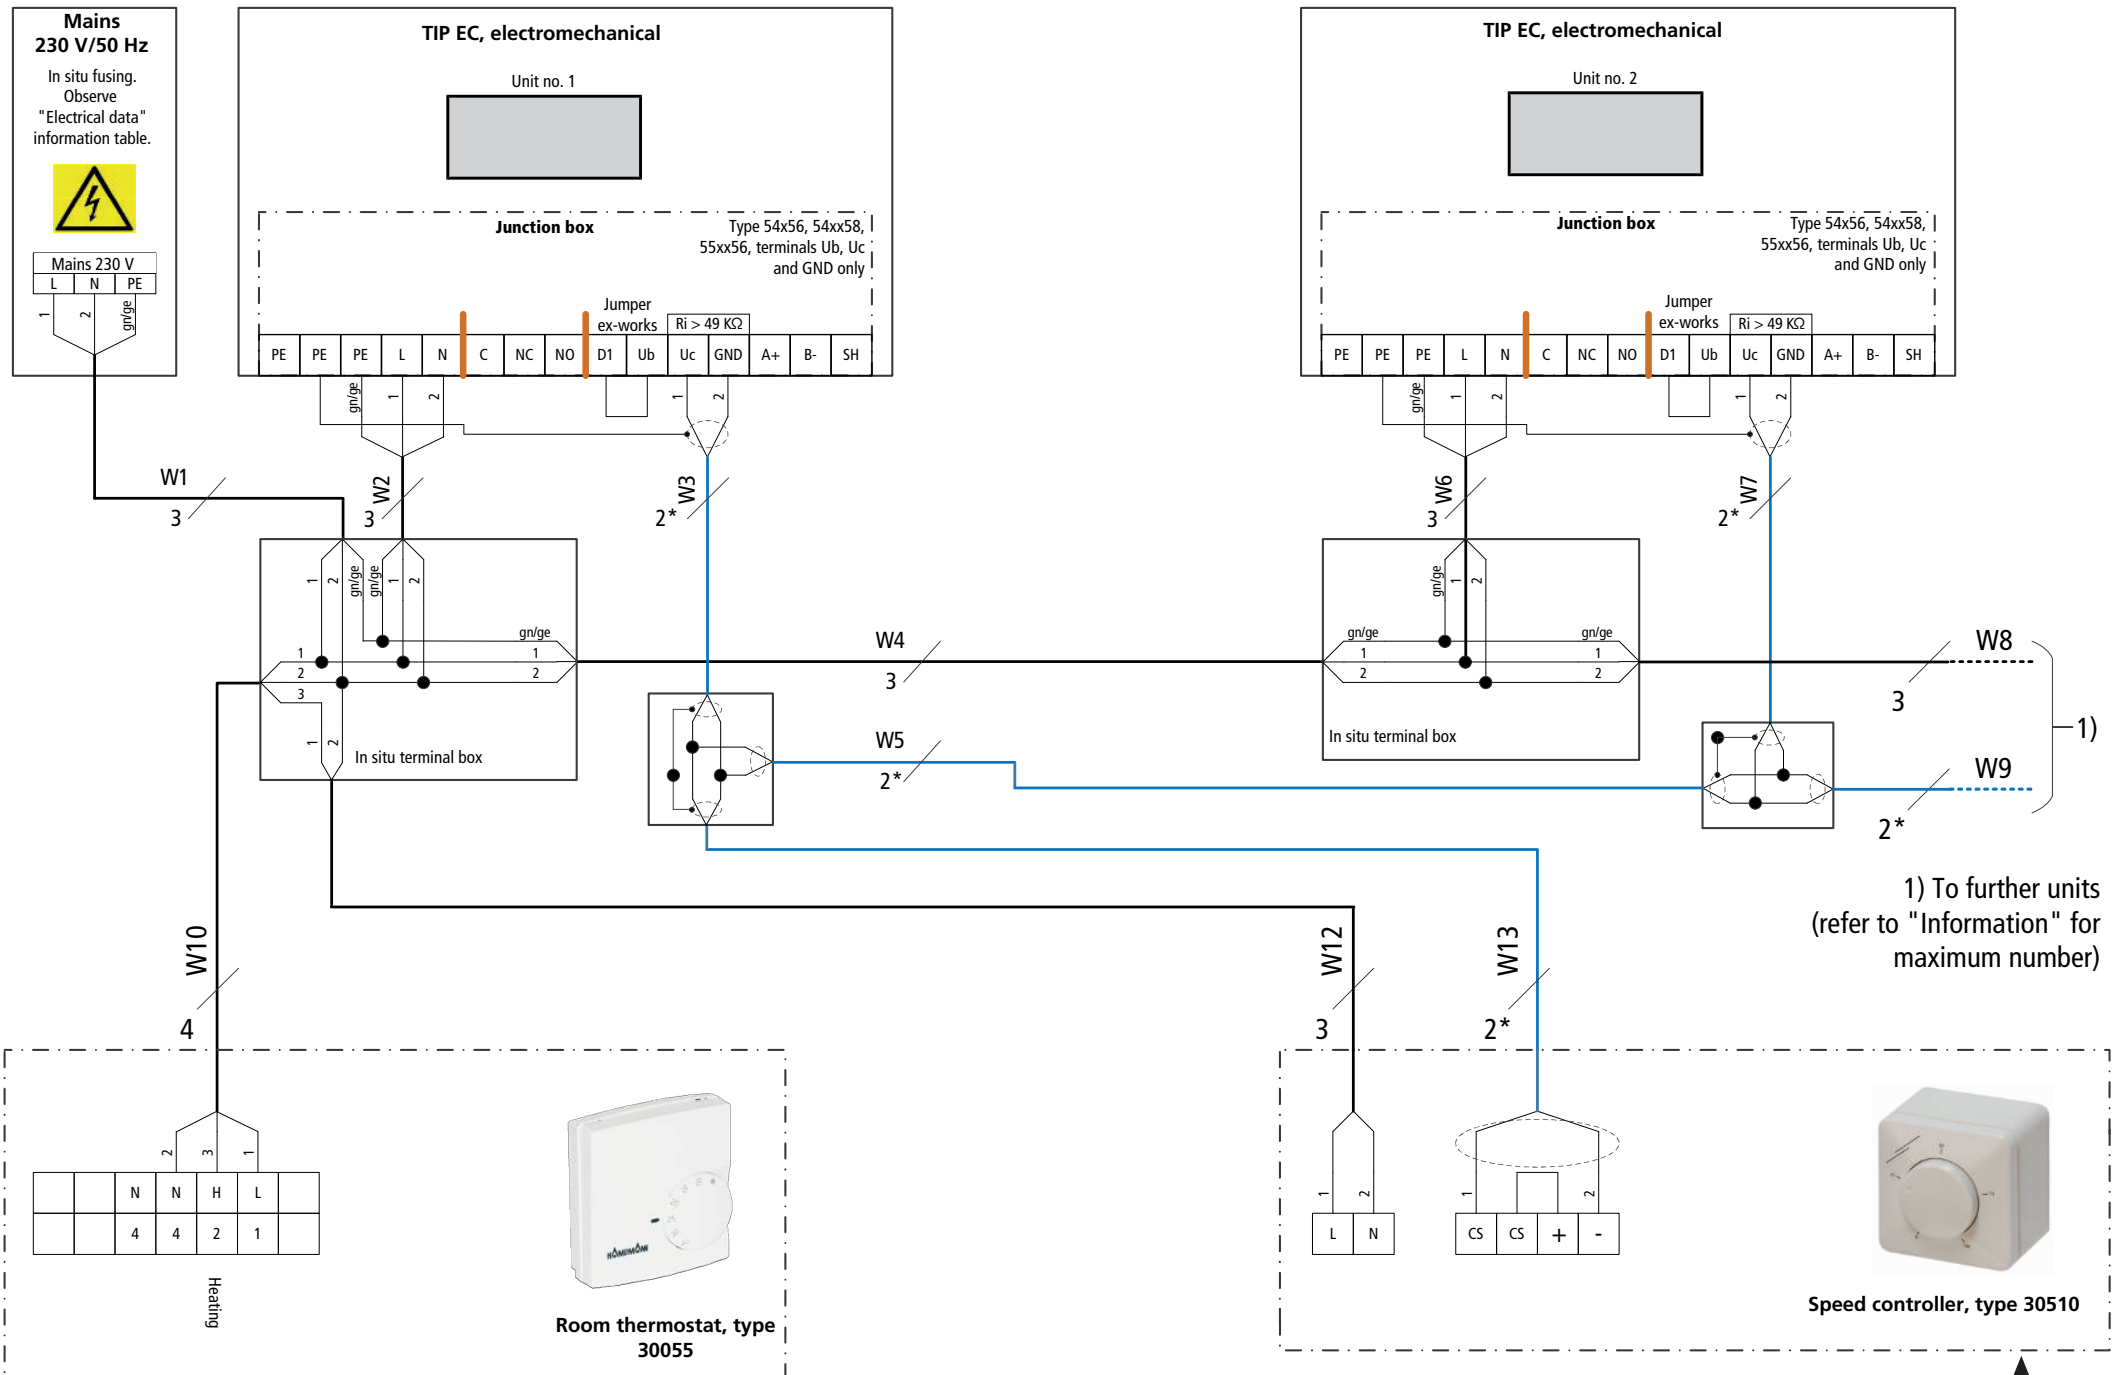 Mains
230 V/50 Hz
In situ fusing.
Observe
"Electrical data"
information table.
Mains 230 V
L N PE
1 2 gn/ge
TIP EC, electromechanical
Unit no. 1
Junction box
Type 54x56, 54xx58,
55xx56, terminals Ub, Uc
and GND only
Jumper
ex-works
Ri > 49 KΩ
PE PE PE L N C NC NO D1 Ub Uc GND A+ B- SH
gn/ge 1 2 1 2
TIP EC, electromechanical
Unit no. 2
Junction box
Type 54x56, 54xx58,
55xx56, terminals Ub, Uc
and GND only
Jumper
ex-works
Ri > 49 KΩ
PE PE PE L N C NC NO D1 Ub Uc GND A+ B- SH
gn/ge 1 2 1 2
W1
3
W2
3
W3
2*
W6
3
W7
2*
1 2 gn/ge gn/ge 1 2
gn/ge
1 1
2 2
3
1 2
In situ terminal box
W4
3
W5
2*
gn/ge 1 2
gn/ge gn/ge
1 1
2 2
In situ terminal box
W8
3
W9
2*
1)
1) To further units
(refer to "Information" for
maximum number)
W10
4
W12
3
W13
2*
2 3 1
N N H L
4 4 2 1
Heating
HOME MOHN
Room thermostat, type
30055
1 2
L N
1 2
CS CS + -
Speed controller, type 30510